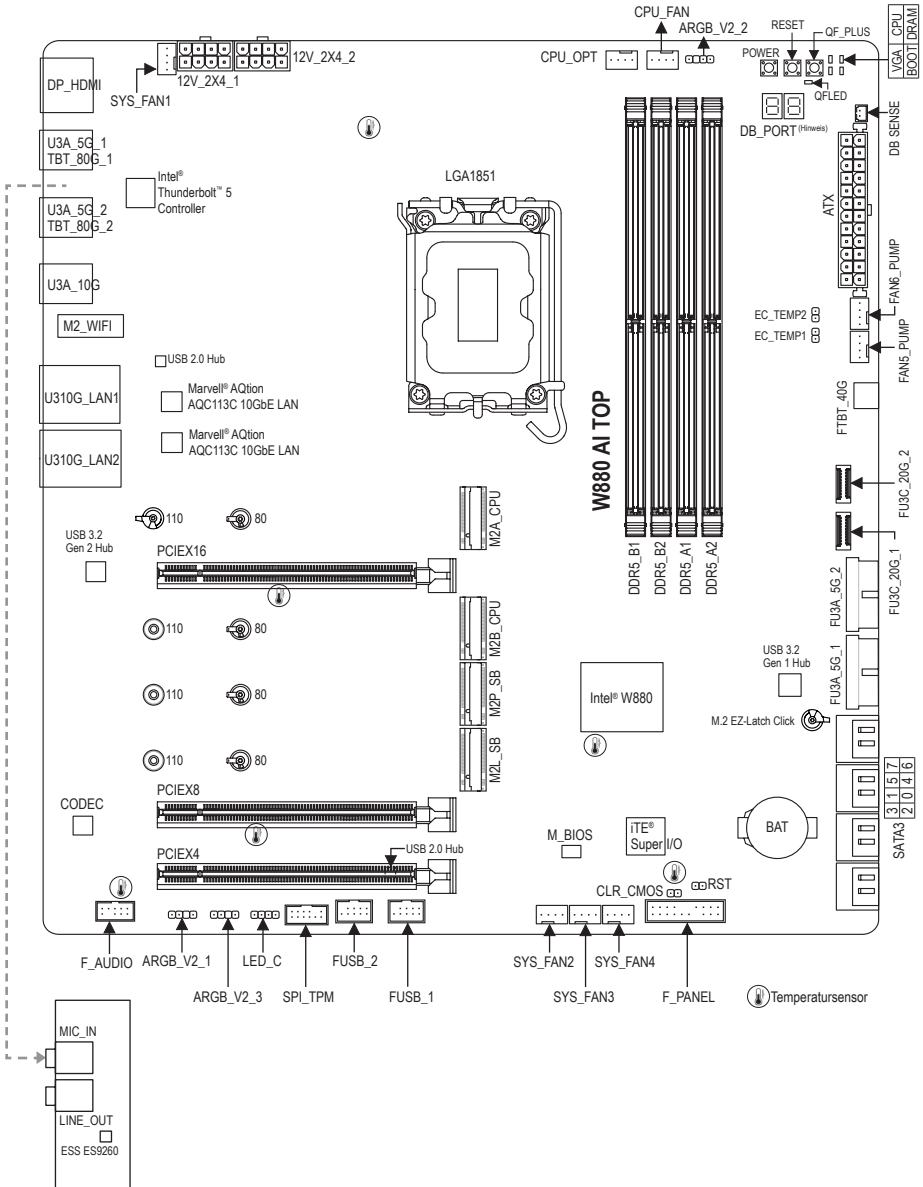 CPU_FAN
ARGB_V2_2
RESET
QF_PLUS
VGA CPU
BOOT DRAM
12V_2X4_1
12V_2X4_2
CPU_OPT
POWER
DP_HDMI
SYS_FAN1
QFLED
DB_PORT (Hinweis)
DB SENSE
U3A_5G_1
TBT_80G_1
Intel®
Thunderbolt™ 5
Controller
LGA1851
ATX
U3A_5G_2
TBT_80G_2
U3A_10G
FAN6_PUMP
M2_WIFI
EC_TEMP2
EC_TEMP1
FAN5_PUMP
USB 2.0 Hub
U310G_LAN1
Marvell® AQtion
AQC113C 10GbE LAN
FTBT_40G
U310G_LAN2
Marvell® AQtion
AQC113C 10GbE LAN
W880 AI TOP
FU3C_20G_2
110
80
M2A_CPU
USB 3.2
Gen 2 Hub
PCIEX16
DDR5_B1
DDR5_B2
DDR5_A1
DDR5_A2
FU3C_20G_1
FU3A_5G_2
110
80
M2B_CPU
USB 3.2
Gen 1 Hub
FU3A_5G_1
110
80
M2P_SB
Intel® W880
M.2 EZ-Latch Click
110
80
M2L_SB
SATA3
3 1 5 7
2 0 4 6
PCIEX8
CODEC
M_BIOS
iTE®
Super I/O
BAT
PCIEX4
USB 2.0 Hub
CLR_CMOS
RST
F_AUDIO
ARGB_V2_1
LED_C
FUSB_2
SYS_FAN2
SYS_FAN4
ARGB_V2_3
SPI_TPM
FUSB_1
SYS_FAN3
F_PANEL
Temperatursensor
MIC_IN
LINE_OUT
ESS ES9260